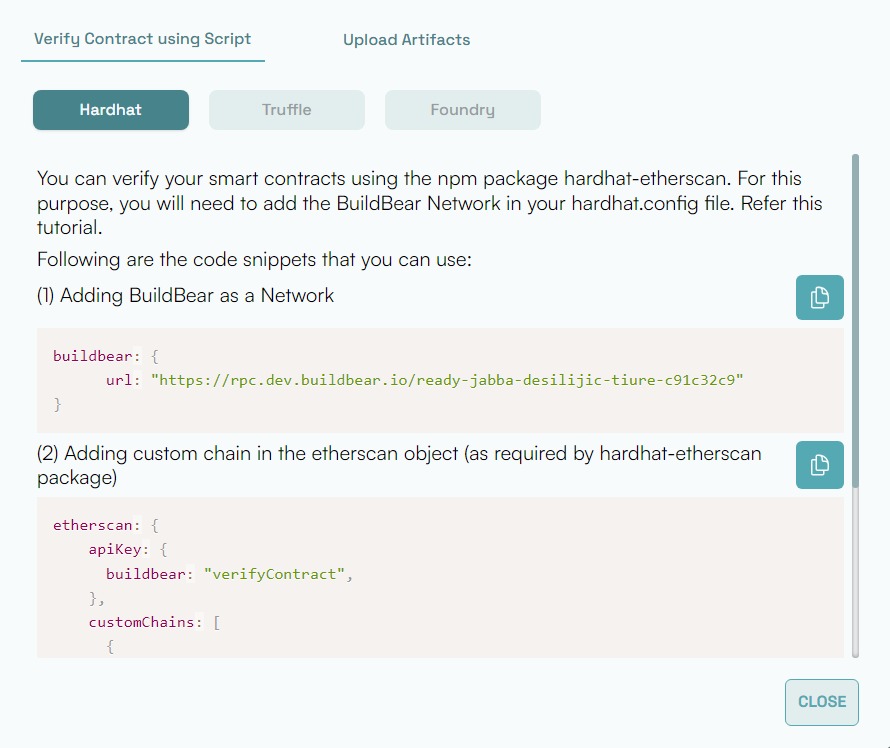 Verify Contract using Script
Upload Artifacts
Hardhat
Truffle
Foundry
You can verify your smart contracts using the npm package hardhat-etherscan. For this
purpose, you will need to add the BuildBear Network in your hardhat.config file. Refer this
tutorial.
Following are the code snippets that you can use:
(1) Adding BuildBear as a Network
buildbear: {
      url: "https://rpc.dev.buildbear.io/ready-jabba-desilijic-tiure-c91c32c9"
}
(2) Adding custom chain in the etherscan object (as required by hardhat-etherscan
package)
etherscan: {
    apiKey: {
      buildbear: "verifyContract",
    },
    customChains: [
      {
CLOSE